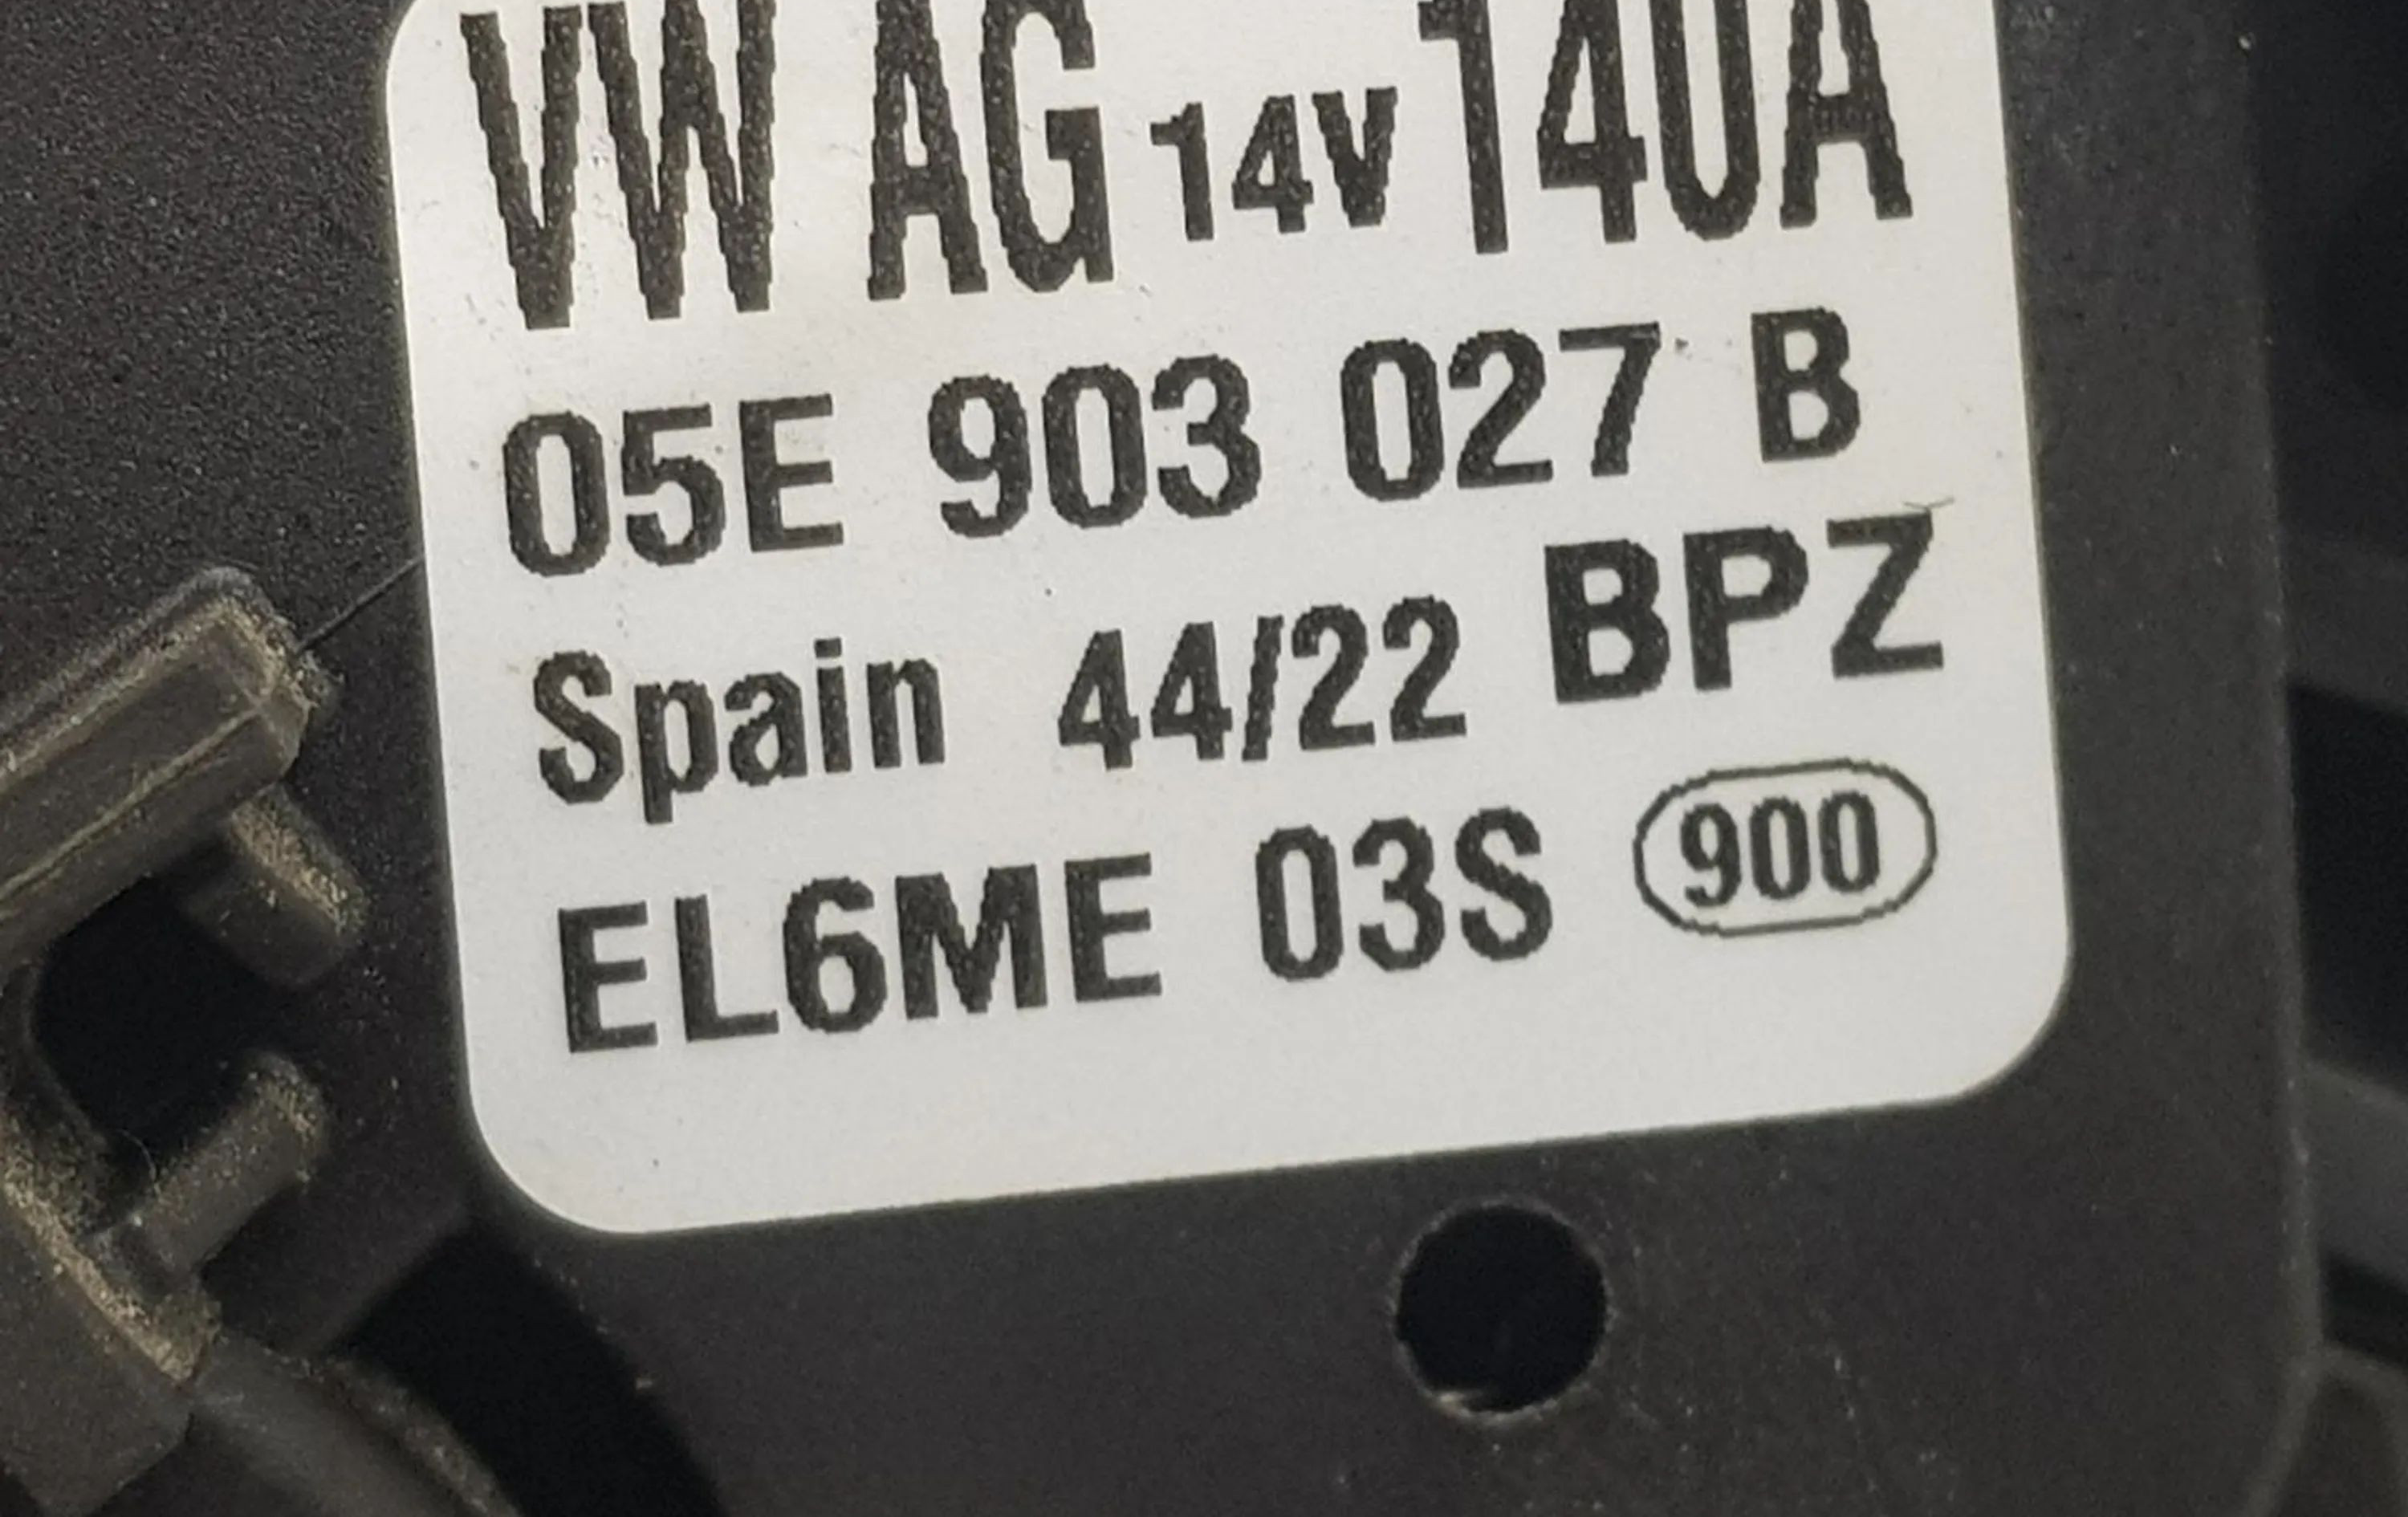 VW AG 14V 140A
05E 903 027 B
Spain 44/22 BPZ
EL6ME 03S 900